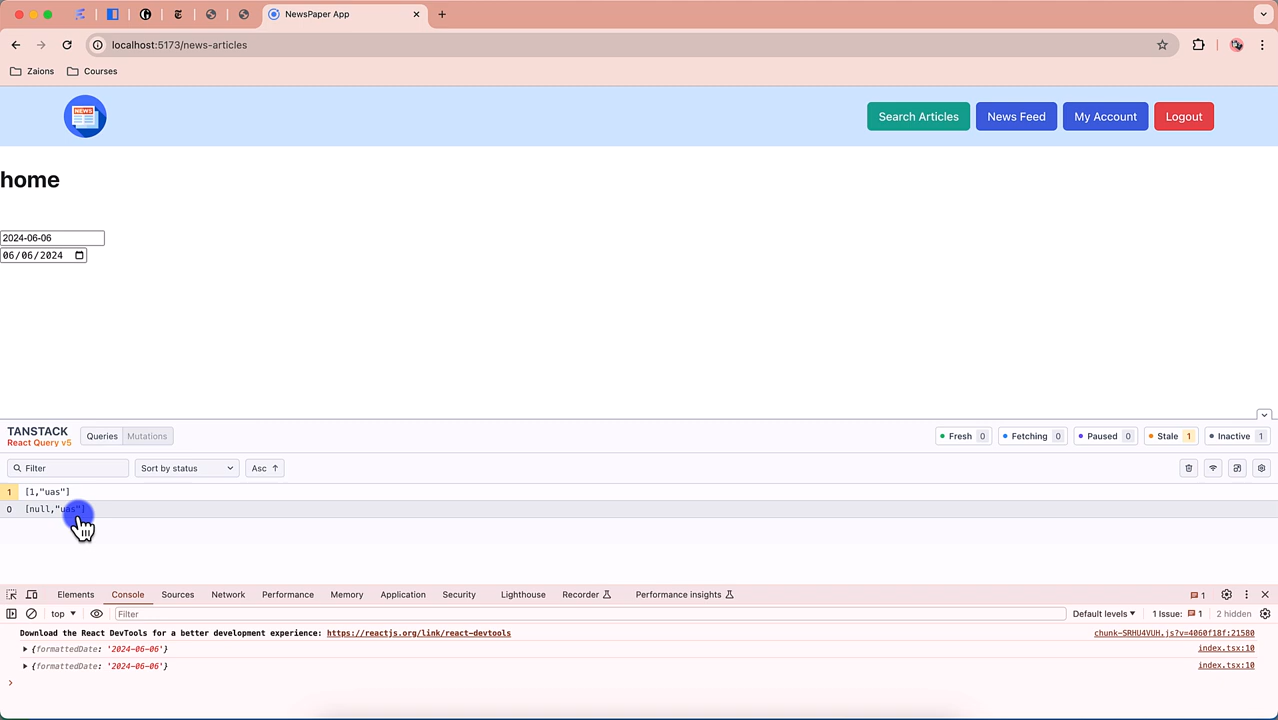 NewsPaper App
localhost:5173/news-articles
Zaions Courses
NEWS
Search Articles News Feed My Account Logout
home
2024-06-06
06/06/2024
TANSTACK
React Query v5
Queries Mutations
Fresh 0 Fetching 0 Paused 0 Stale 1 Inactive 1
Filter Sort by status Asc ↑
1 [1,"uas"]
0 [null,"uas"]
Elements Console Sources Network Performance Memory Application Security Lighthouse Recorder Performance insights 1
top Filter Default levels 1 Issue: 1 2 hidden
Download the React DevTools for a better development experience: https://reactjs.org/link/react-devtools chunk-SRHU4VUH.js?v=4060f18f:21580
{formattedDate: '2024-06-06'} index.tsx:10
{formattedDate: '2024-06-06'} index.tsx:10